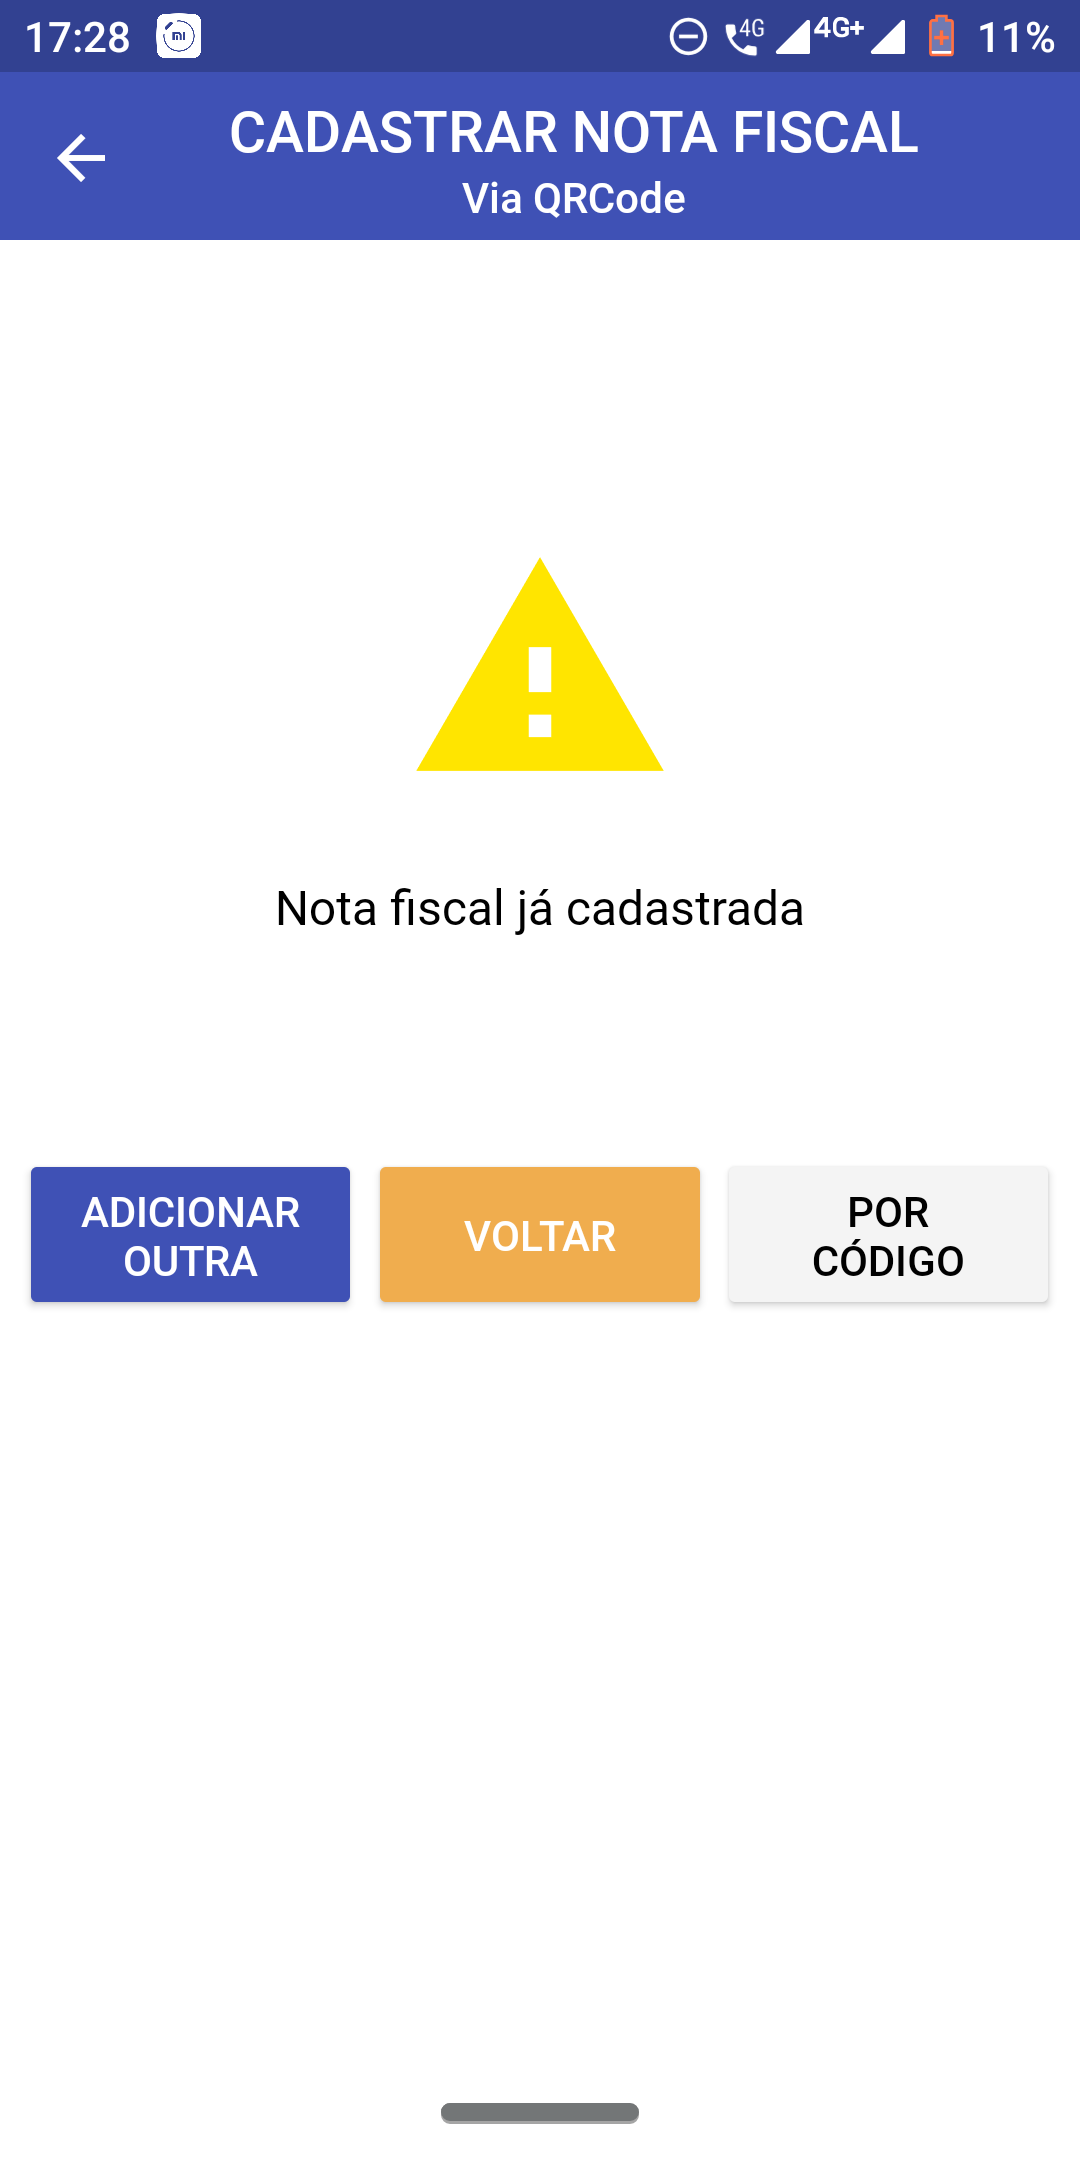 17:28
4G 4G+ 11%
CADASTRAR NOTA FISCAL
Via QRCode
Nota fiscal já cadastrada
ADICIONAR
OUTRA
VOLTAR
POR
CÓDIGO